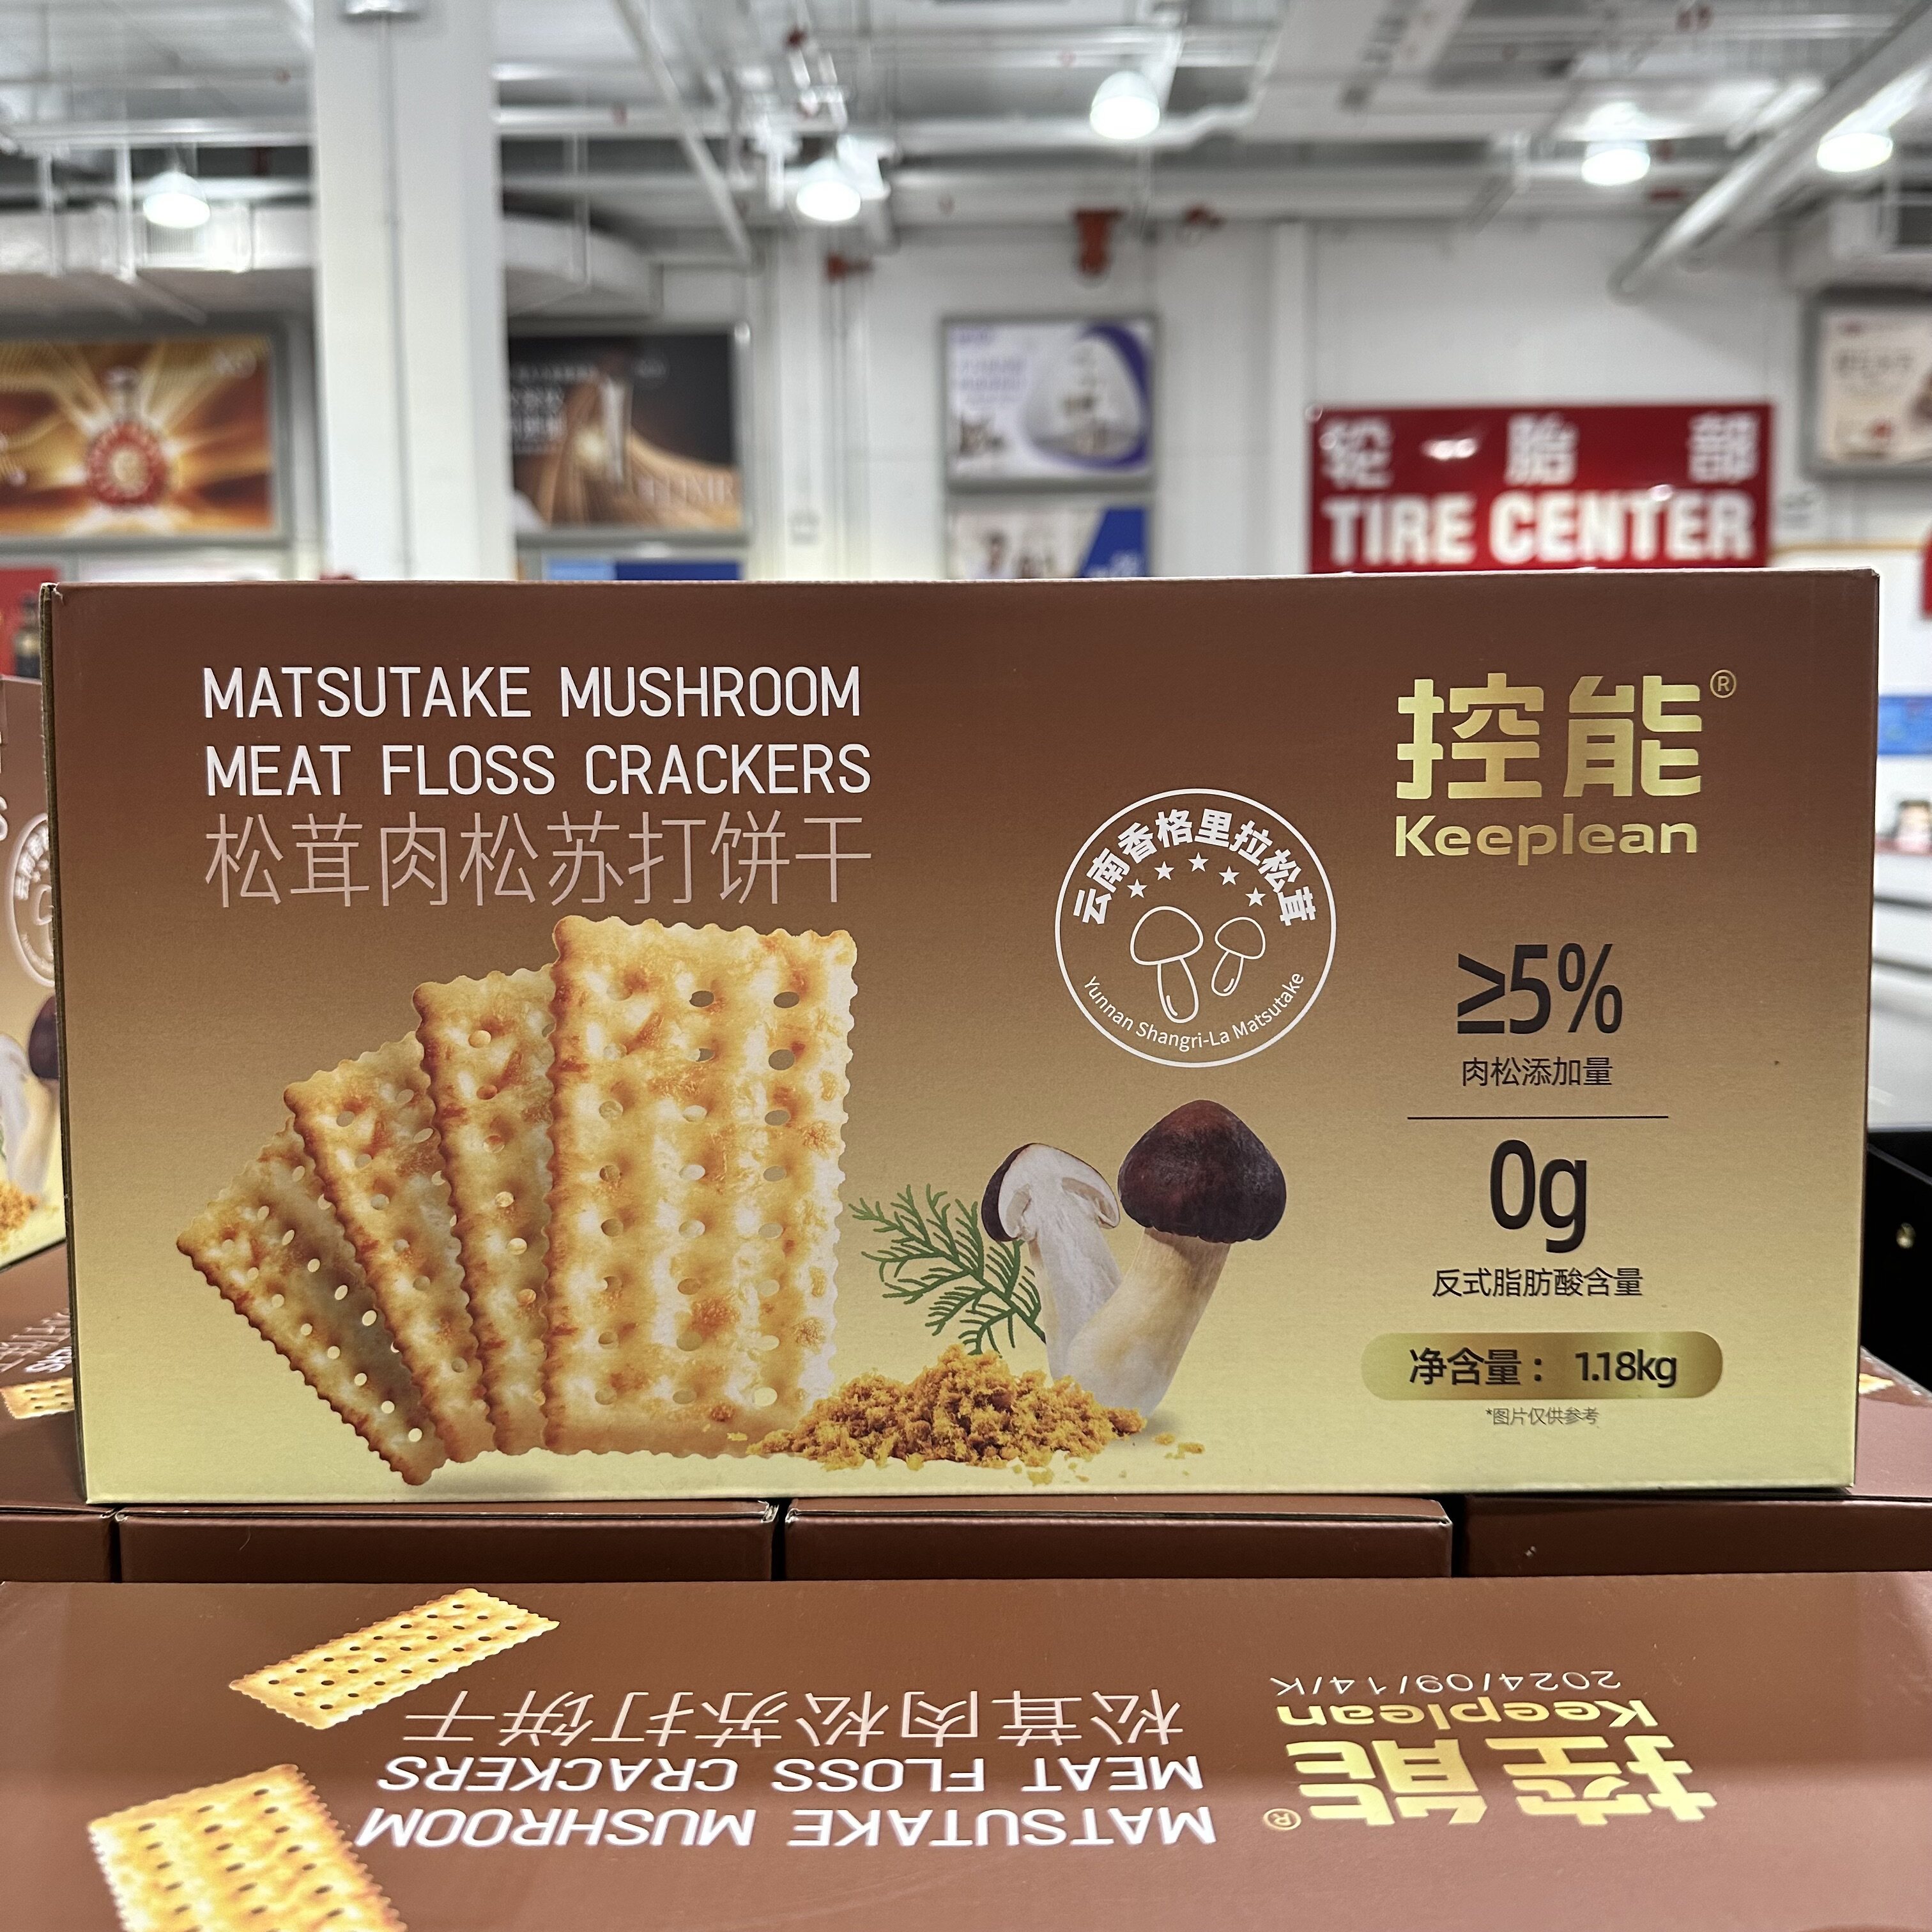 轮 胎 部
TIRE CENTER
MATSUTAKE MUSHROOM
MEAT FLOSS CRACKERS
松茸肉松苏打饼干
云南香格里拉松茸
Yunnan Shangri-La Matsutake
控能®
Keeplean
≥5%
肉松添加量
0g
反式脂肪酸含量
净含量： 1.18kg
*图片仅供参考
2024/09/14/K
Keeplean
控能®
松茸肉松苏打饼干
MEAT FLOSS CRACKERS
MATSUTAKE MUSHROOM